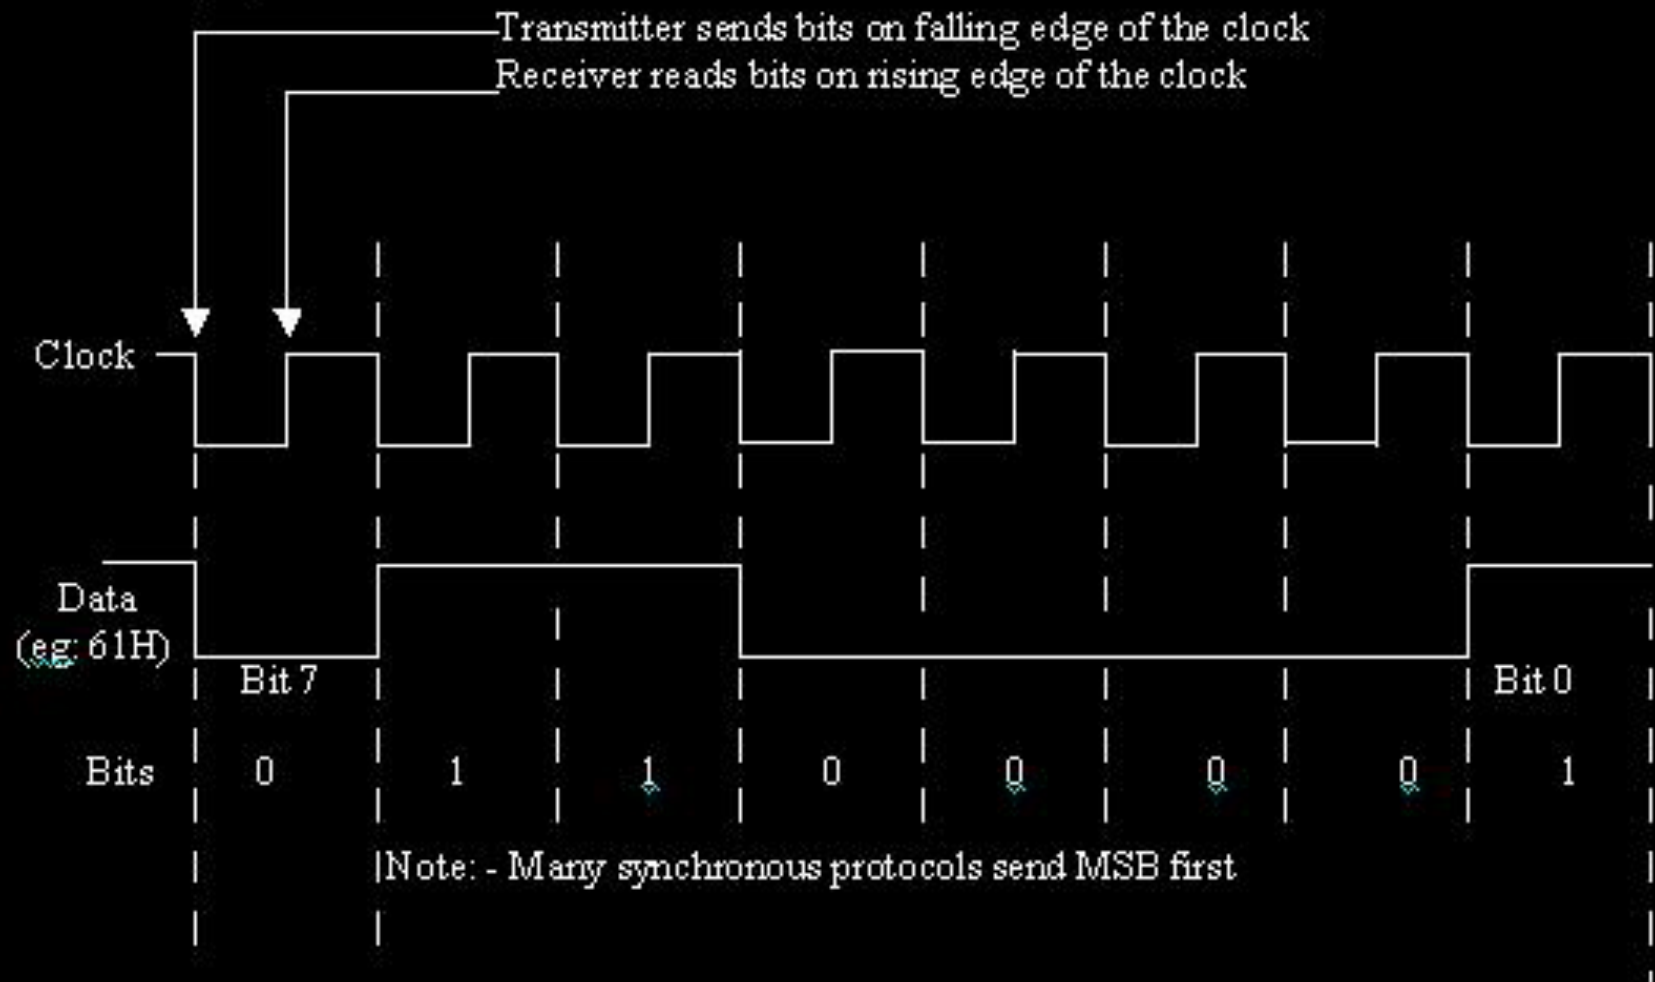 Transmitter sends bits on falling edge of the clock
Receiver reads bits on rising edge of the clock
Clock
Data
(eg: 61H)
Bit 7
Bit 0
Bits 0 1 1 0 0 0 0 1
Note: - Many synchronous protocols send MSB first